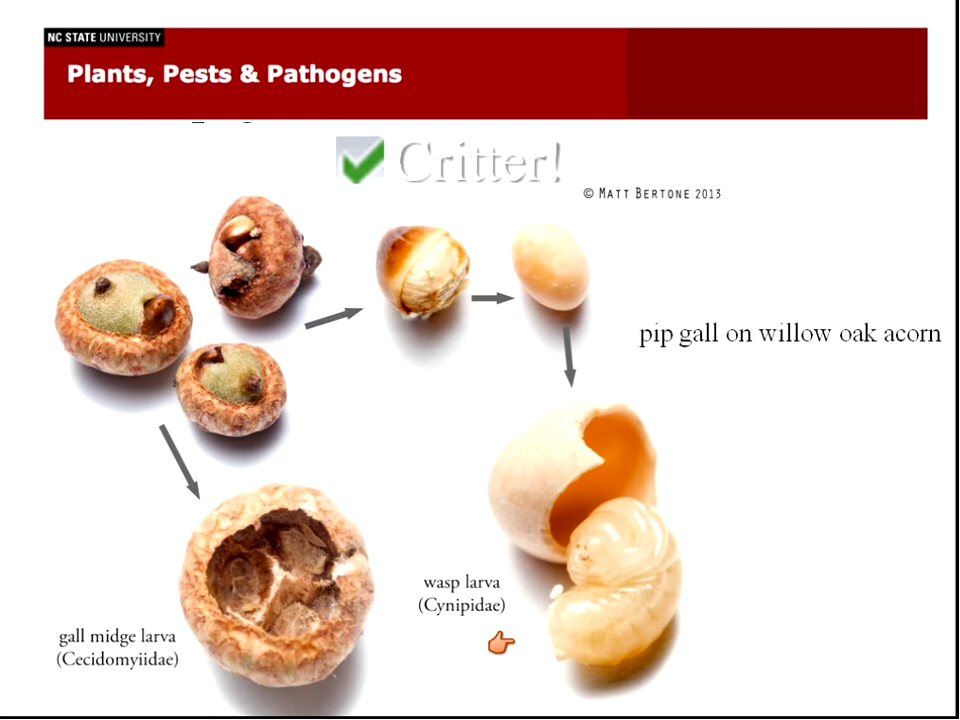 NC STATE UNIVERSITY
Plants, Pests & Pathogens
Critter!
© MATT BERTONE 2013
pip gall on willow oak acorn
wasp larva
(Cynipidae)
gall midge larva
(Cecidomyiidae)